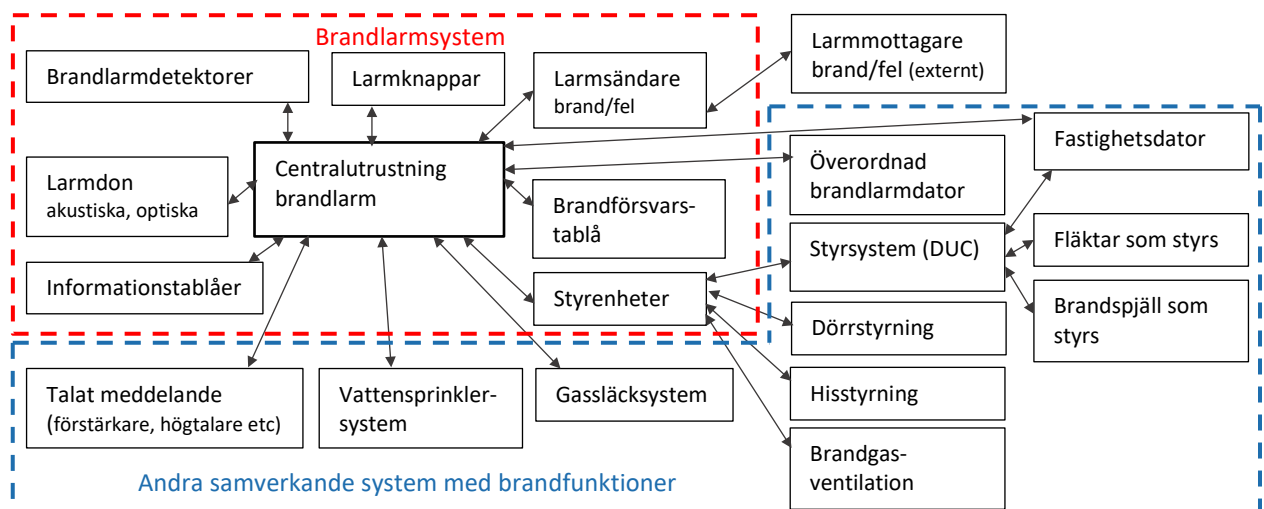 Brandlarmsystem
Brandlarmdetektorer
Larmknappar
Larmsändare
brand/fel
Larmmottagare
brand/fel (externt)
Centralutrustning
brandlarm
Larmdon
akustiska, optiska
Informationstablåer
Brandförsvars-
tablå
Styrenheter
Överordnad
brandlarmdator
Fastighetsdator
Styrsystem (DUC)
Fläktar som styrs
Brandspjäll som
styrs
Dörrstyrning
Hisstyrning
Brandgas-
ventilation
Talat meddelande
(förstärkare, högtalare etc)
Vattensprinkler-
system
Gassläcksystem
Andra samverkande system med brandfunktioner